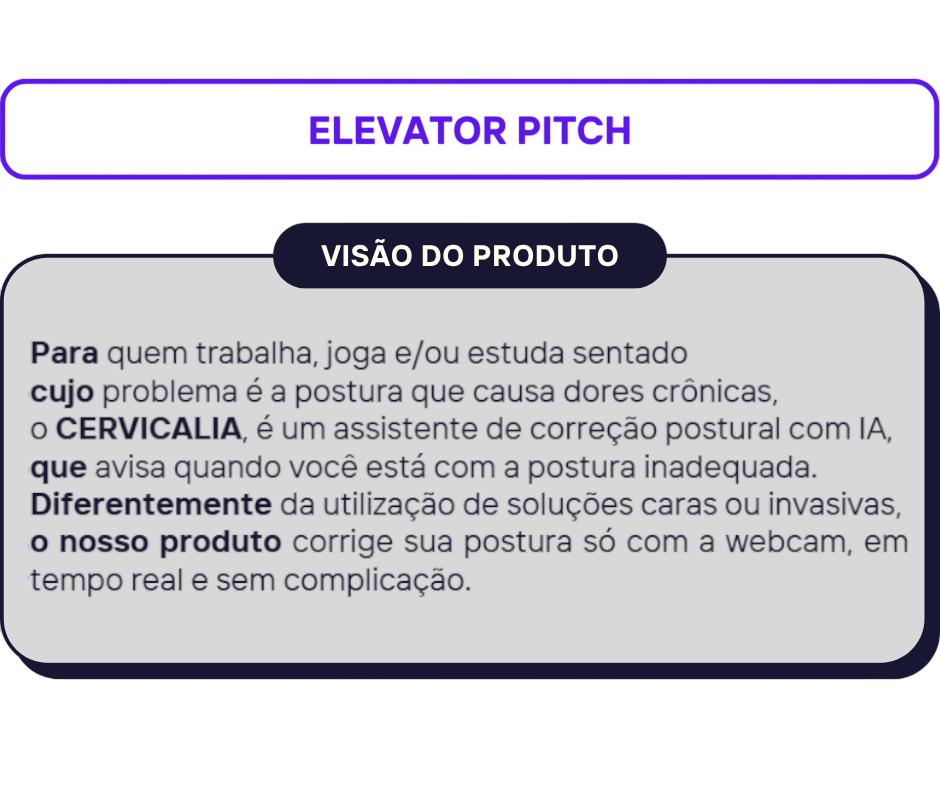 ELEVATOR PITCH
VISÃO DO PRODUTO
Para quem trabalha, joga e/ou estuda sentado
cujo problema é a postura que causa dores crônicas,
o CERVICALIA, é um assistente de correção postural com IA,
que avisa quando você está com a postura inadequada.
Diferentemente da utilização de soluções caras ou invasivas,
o nosso produto corrige sua postura só com a webcam, em
tempo real e sem complicação.